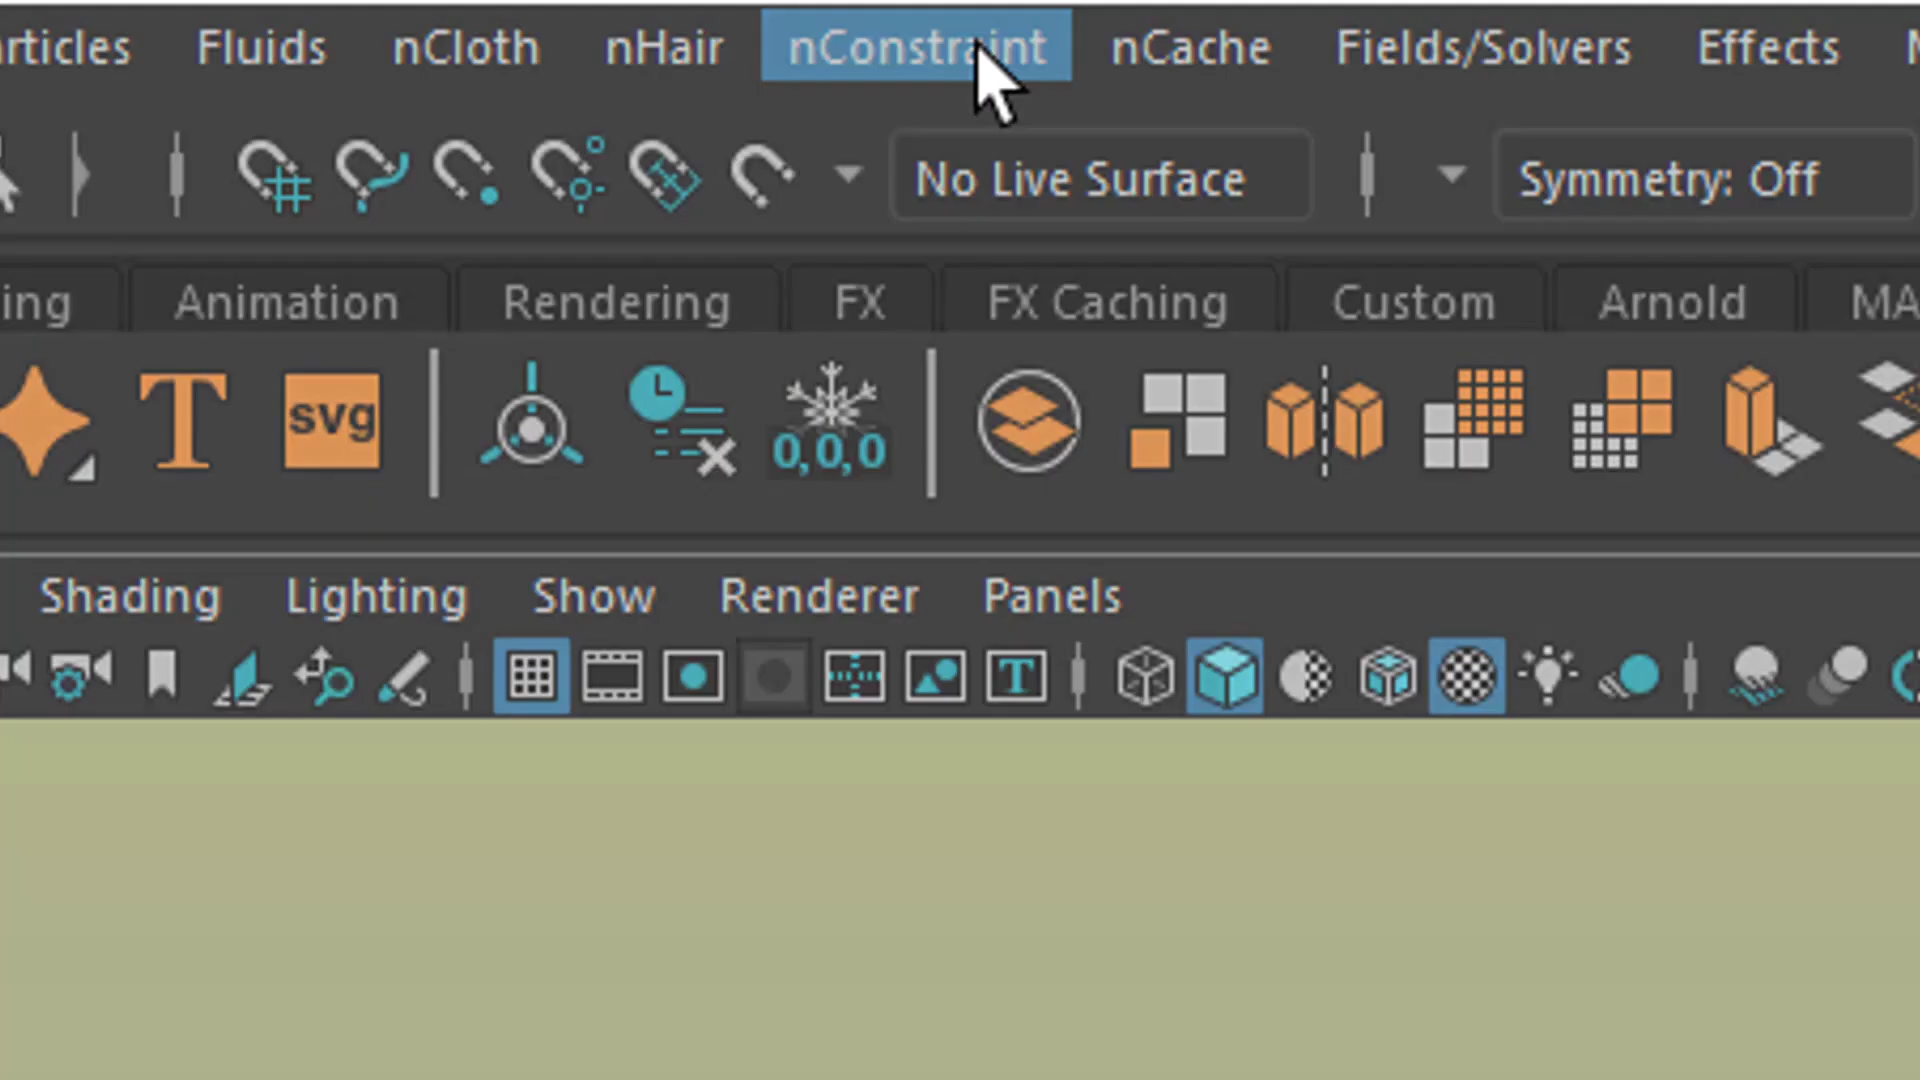 rticles Fluids nCloth nHair nConstraint nCache Fields/Solvers Effects
No Live Surface Symmetry: Off
ing Animation Rendering FX FX Caching Custom Arnold MA
T svg 0,0,0
Shading Lighting Show Renderer Panels
T